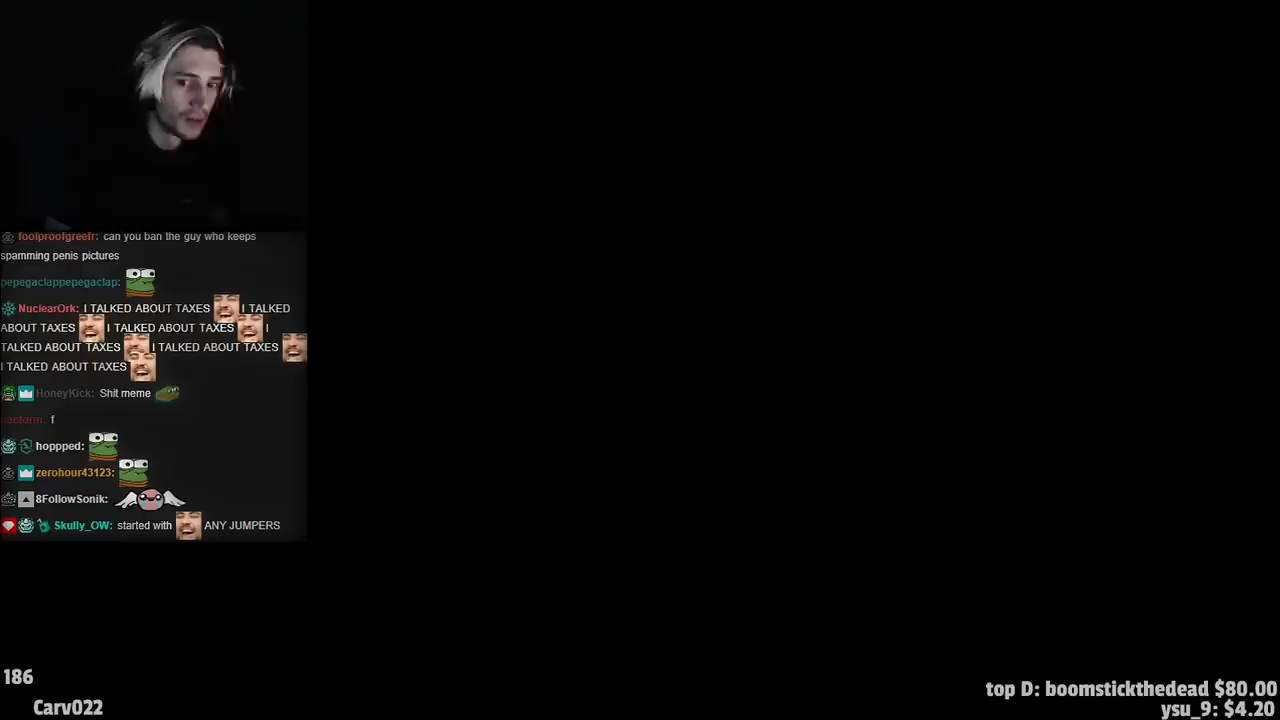 foolproofgreefr: can you ban the guy who keeps
spamming penis pictures
pepegaclappepegaclap:
NuclearOrk: I TALKED ABOUT TAXES I TALKED
ABOUT TAXES I TALKED ABOUT TAXES I
TALKED ABOUT TAXES I TALKED ABOUT TAXES
I TALKED ABOUT TAXES
HoneyKick: Shit meme
f
hoppped:
zerohour43123:
8FollowSonik:
Skully_OW: started with ANY JUMPERS
186
Carv022
top D: boomstickthedead $80.00
ysu_9: $4.20